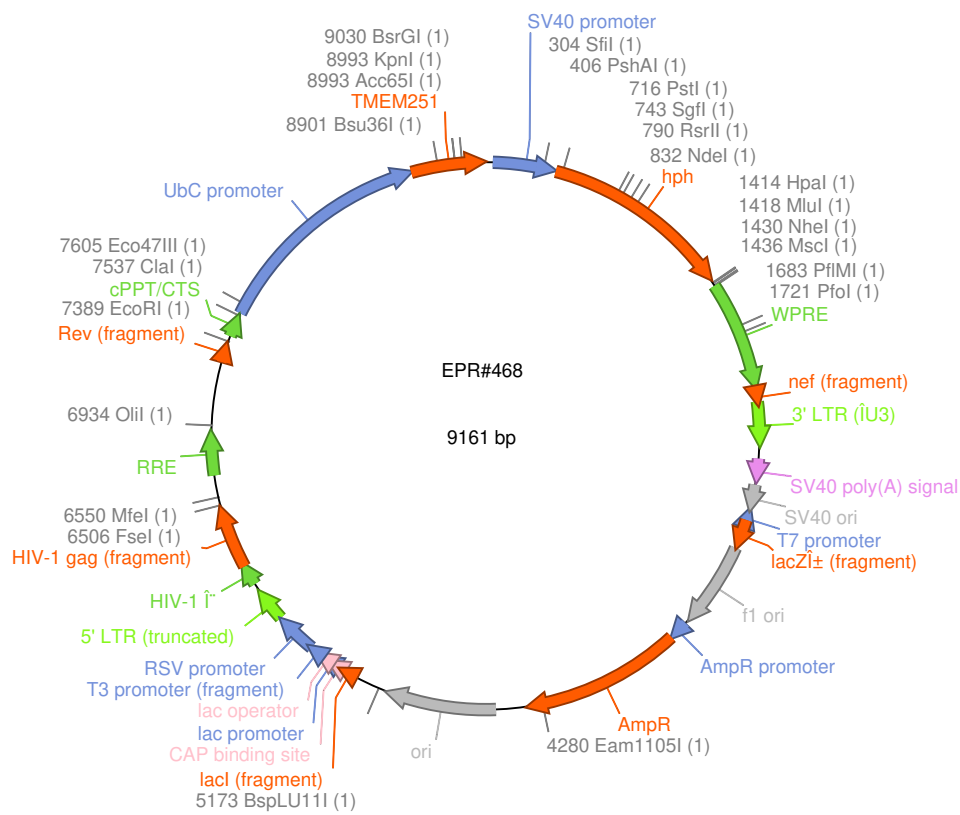 SV40 promoter
9030 BsrGI (1)
304 SfiI (1)
8993 KpnI (1)
406 PshAI (1)
8993 Acc65I (1)
716 PstI (1)
TMEM251
743 SgfI (1)
8901 Bsu36I (1)
790 RsrII (1)
832 NdeI (1)
hph
UbC promoter
1414 HpaI (1)
1418 MluI (1)
1430 NheI (1)
1436 MscI (1)
7605 Eco47III (1)
7537 ClaI (1)
1683 PflMI (1)
cPPT/CTS
1721 PfoI (1)
7389 EcoRI (1)
WPRE
Rev (fragment)
EPR#468
nef (fragment)
3' LTR (ÎU3)
6934 OliI (1)
9161 bp
RRE
SV40 poly(A) signal
6550 MfeI (1)
SV40 ori
6506 FseI (1)
T7 promoter
HIV-1 gag (fragment)
lacZÎ± (fragment)
HIV-1 Î¨
f1 ori
5' LTR (truncated)
RSV promoter
AmpR promoter
T3 promoter (fragment)
lac operator
AmpR
lac promoter
4280 Eam1105I (1)
CAP binding site
ori
lacI (fragment)
5173 BspLU11I (1)